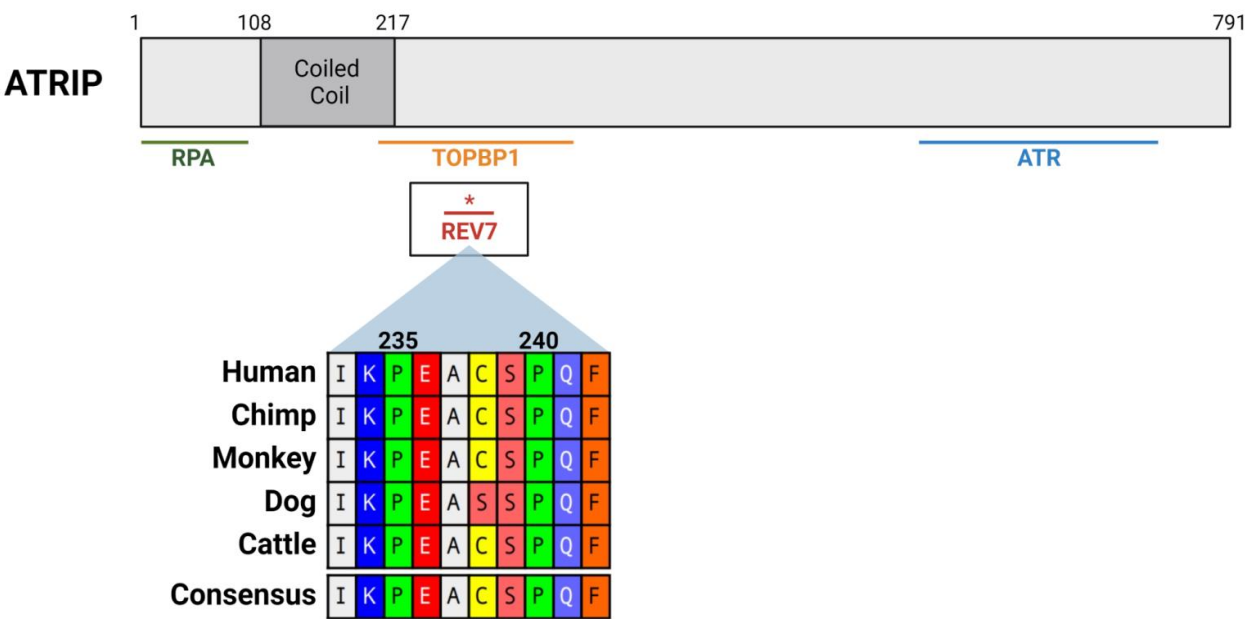 1 108 217 791
ATRIP
Coiled
Coil
RPA TOPBP1 ATR
*
REV7
235 240
Human I K P E A C S P Q F
Chimp I K P E A C S P Q F
Monkey I K P E A C S P Q F
Dog I K P E A S S P Q F
Cattle I K P E A C S P Q F
Consensus I K P E A C S P Q F